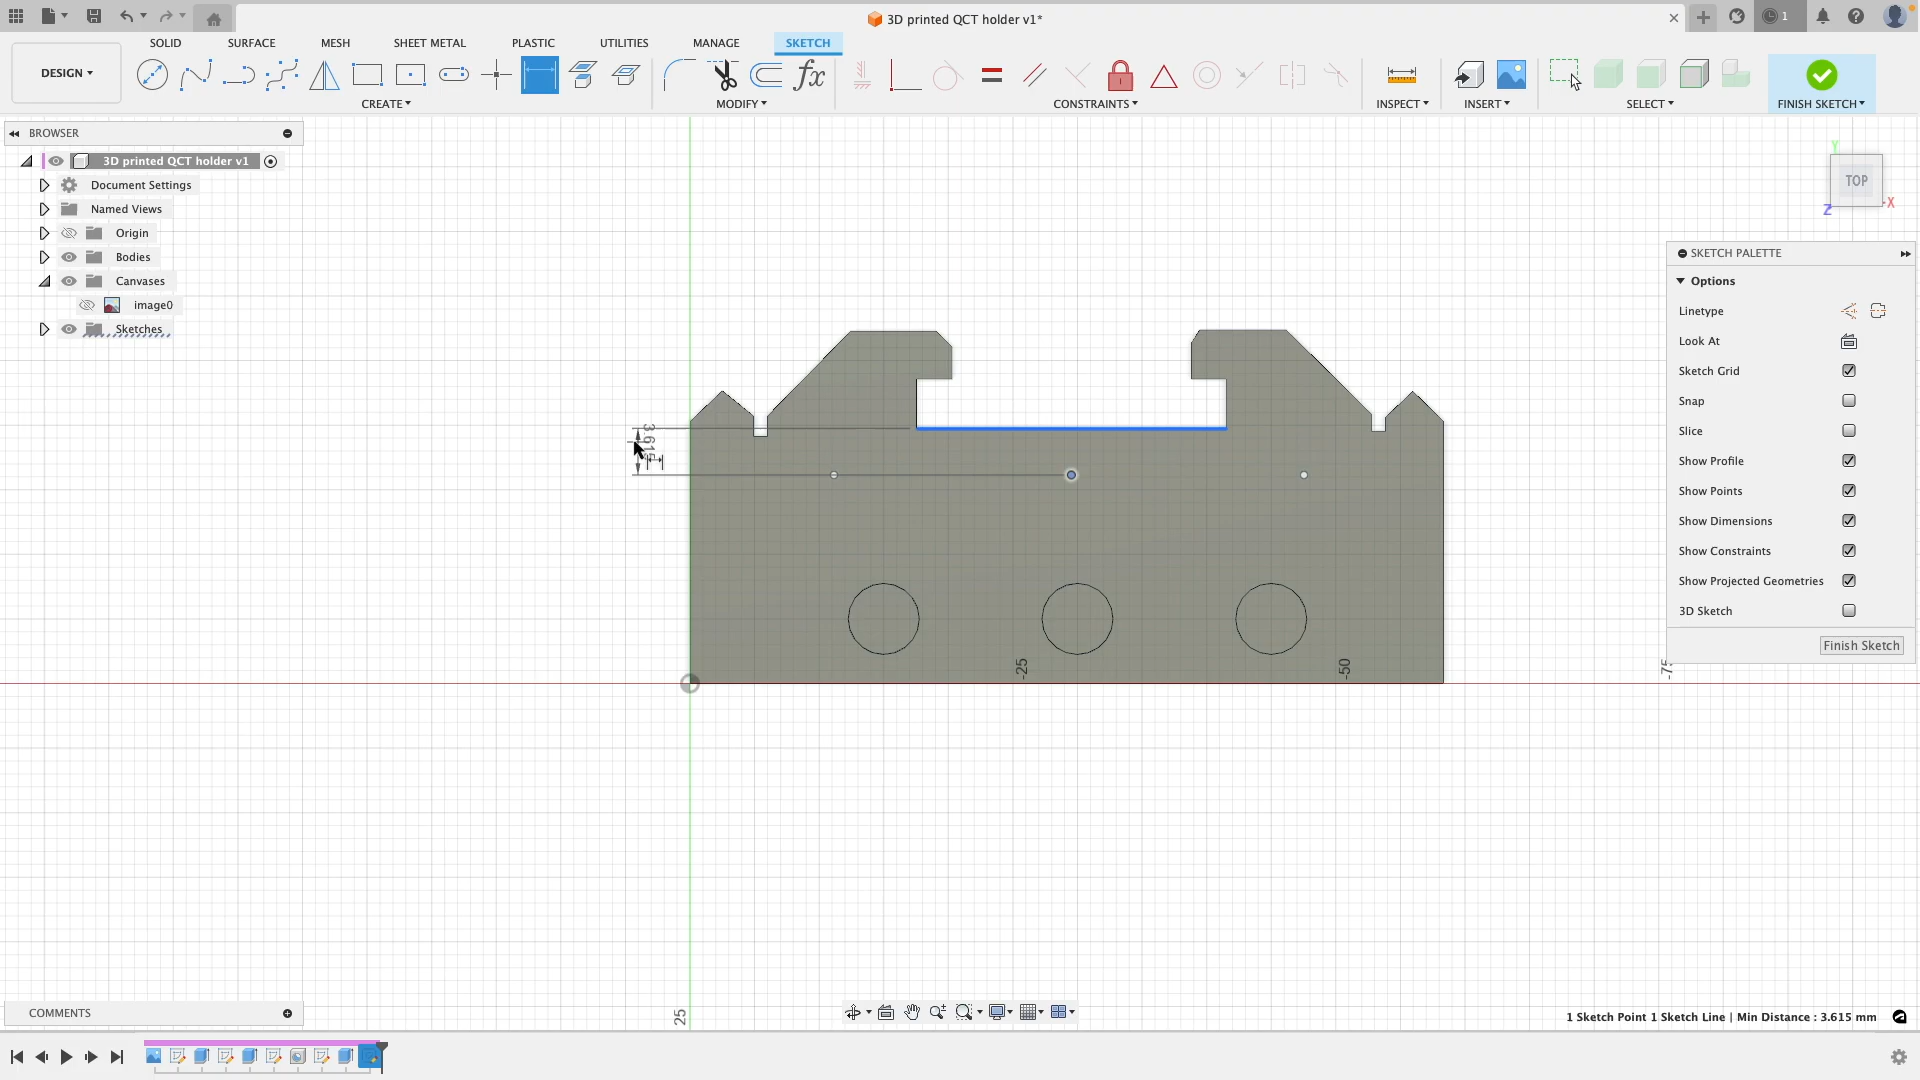 3D printed QCT holder v1*
1
SOLID SURFACE MESH SHEET METAL PLASTIC UTILITIES MANAGE SKETCH
DESIGN
fx
CREATE MODIFY CONSTRAINTS INSPECT INSERT SELECT FINISH SKETCH
BROWSER
3D printed QCT holder v1
Document Settings
Named Views
Origin
Bodies
Canvases
image0
Sketches
Y
TOP
Z
-X
SKETCH PALETTE
Options
Linetype
Look At
Sketch Grid
Snap
Slice
Show Profile
Show Points
Show Dimensions
Show Constraints
Show Projected Geometries
3D Sketch
Finish Sketch
3.615
-25
-50
25
COMMENTS
1 Sketch Point 1 Sketch Line | Min Distance : 3.615 mm